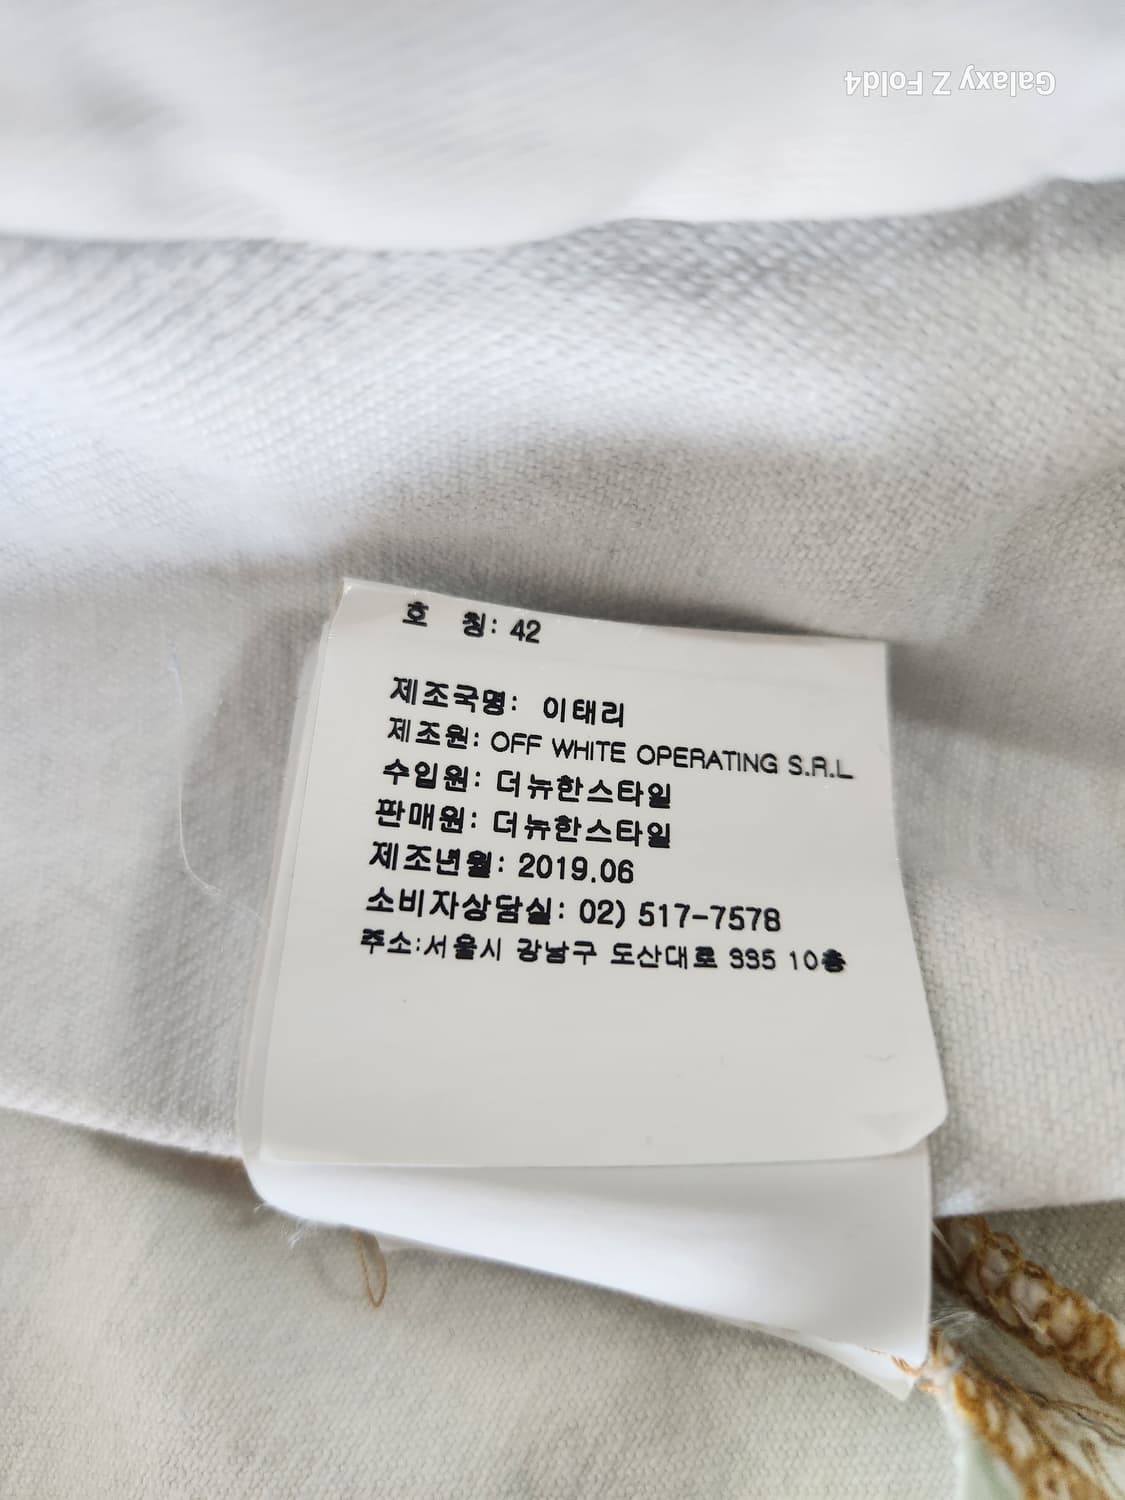 Galaxy Z Fold4
호 칭: 42
제조국명: 이태리
제조원: OFF WHITE OPERATING S.R.L
수입원: 더뉴한스타일
판매원: 더뉴한스타일
제조년월: 2019.06
소비자상담실: 02) 517-7578
주소:서울시 강남구 도산대로 335 10층